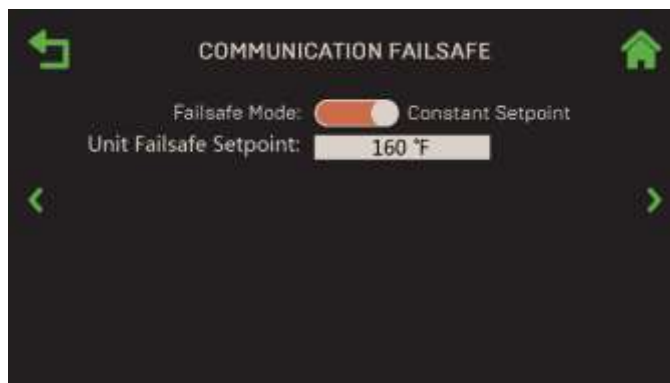 COMMUNICATION FAILSAFE
Failsafe Mode: Constant Setpoint
Unit Failsafe Setpoint: 160 °F